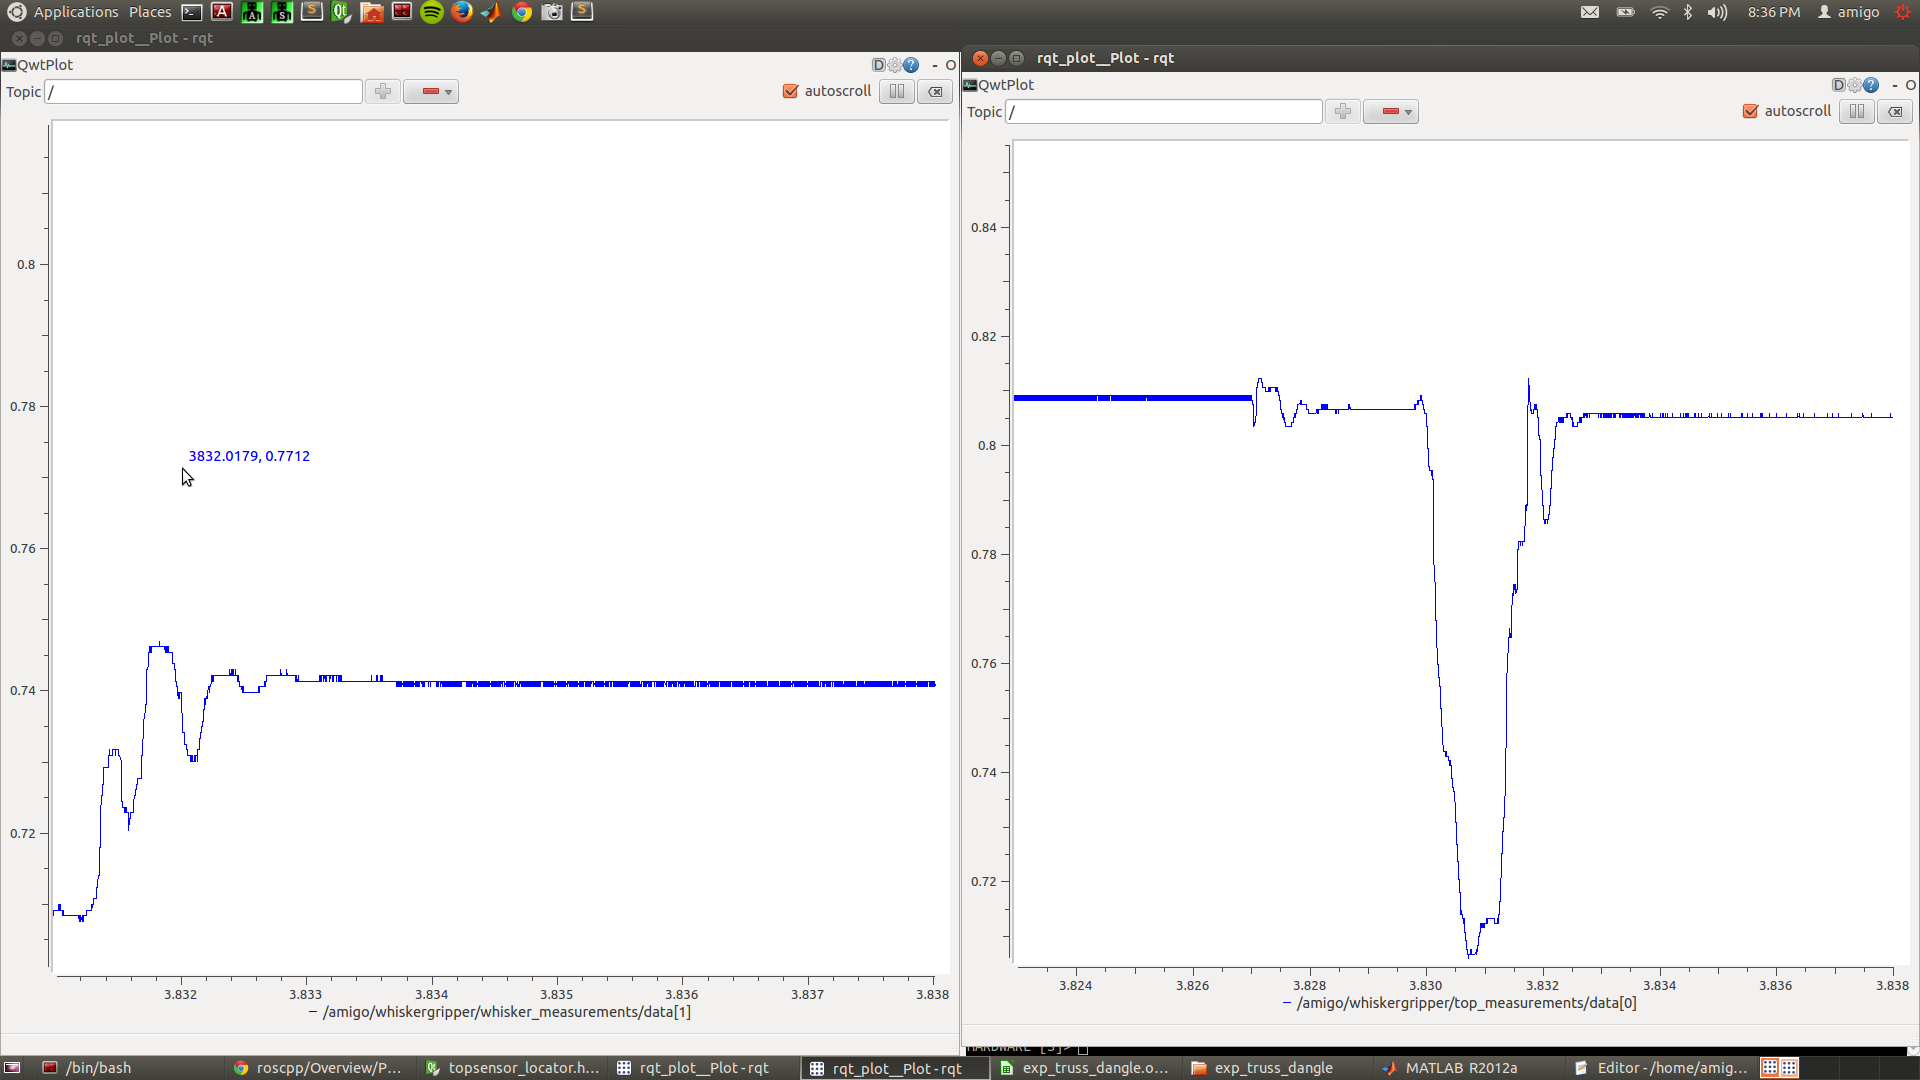 Applications Places 8:36 PM amigo
rqt_plot__Plot - rqt
QwtPlot
D ? - O
Topic / autoscroll
0.8
0.78
3832.0179, 0.7712
0.76
0.74
0.72
3.832 3.833 3.834 3.835 3.836 3.837 3.838
/amigo/whiskergripper/whisker_measurements/data[1]
rqt_plot__Plot - rqt
QwtPlot
D ? - O
Topic / autoscroll
0.84
0.82
0.8
0.78
0.76
0.74
0.72
3.824 3.826 3.828 3.830 3.832 3.834 3.836 3.838
/amigo/whiskergripper/top_measurements/data[0]
/bin/bash roscpp/Overview/P... topsensor_locator.h... rqt_plot__Plot - rqt rqt_plot__Plot - rqt exp_truss_dangle.o... exp_truss_dangle MATLAB R2012a Editor - /home/amig...